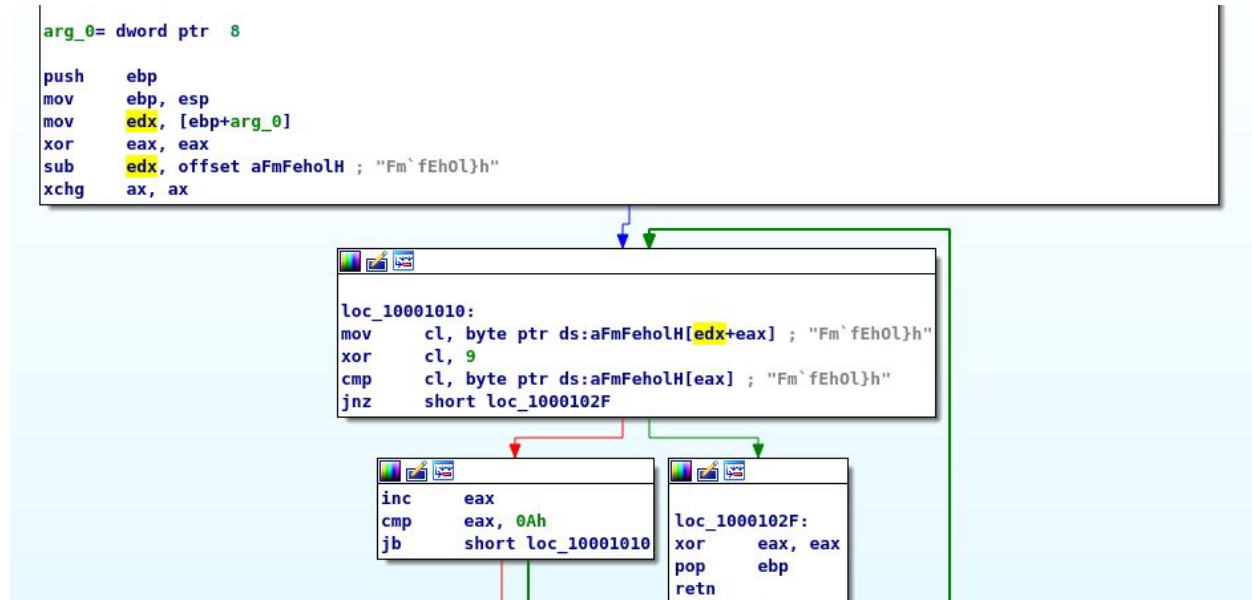 arg_0= dword ptr  8
push    ebp
mov     ebp, esp
mov     edx, [ebp+arg_0]
xor     eax, eax
sub     edx, offset aFmFeholH ; "Fm`fEhOl}h"
xchg    ax, ax
loc_10001010:
mov     cl, byte ptr ds:aFmFeholH[edx+eax] ; "Fm`fEhOl}h"
xor     cl, 9
cmp     cl, byte ptr ds:aFmFeholH[eax] ; "Fm`fEhOl}h"
jnz     short loc_1000102F
inc     eax
cmp     eax, 0Ah
jb      short loc_10001010
loc_1000102F:
xor     eax, eax
pop     ebp
retn